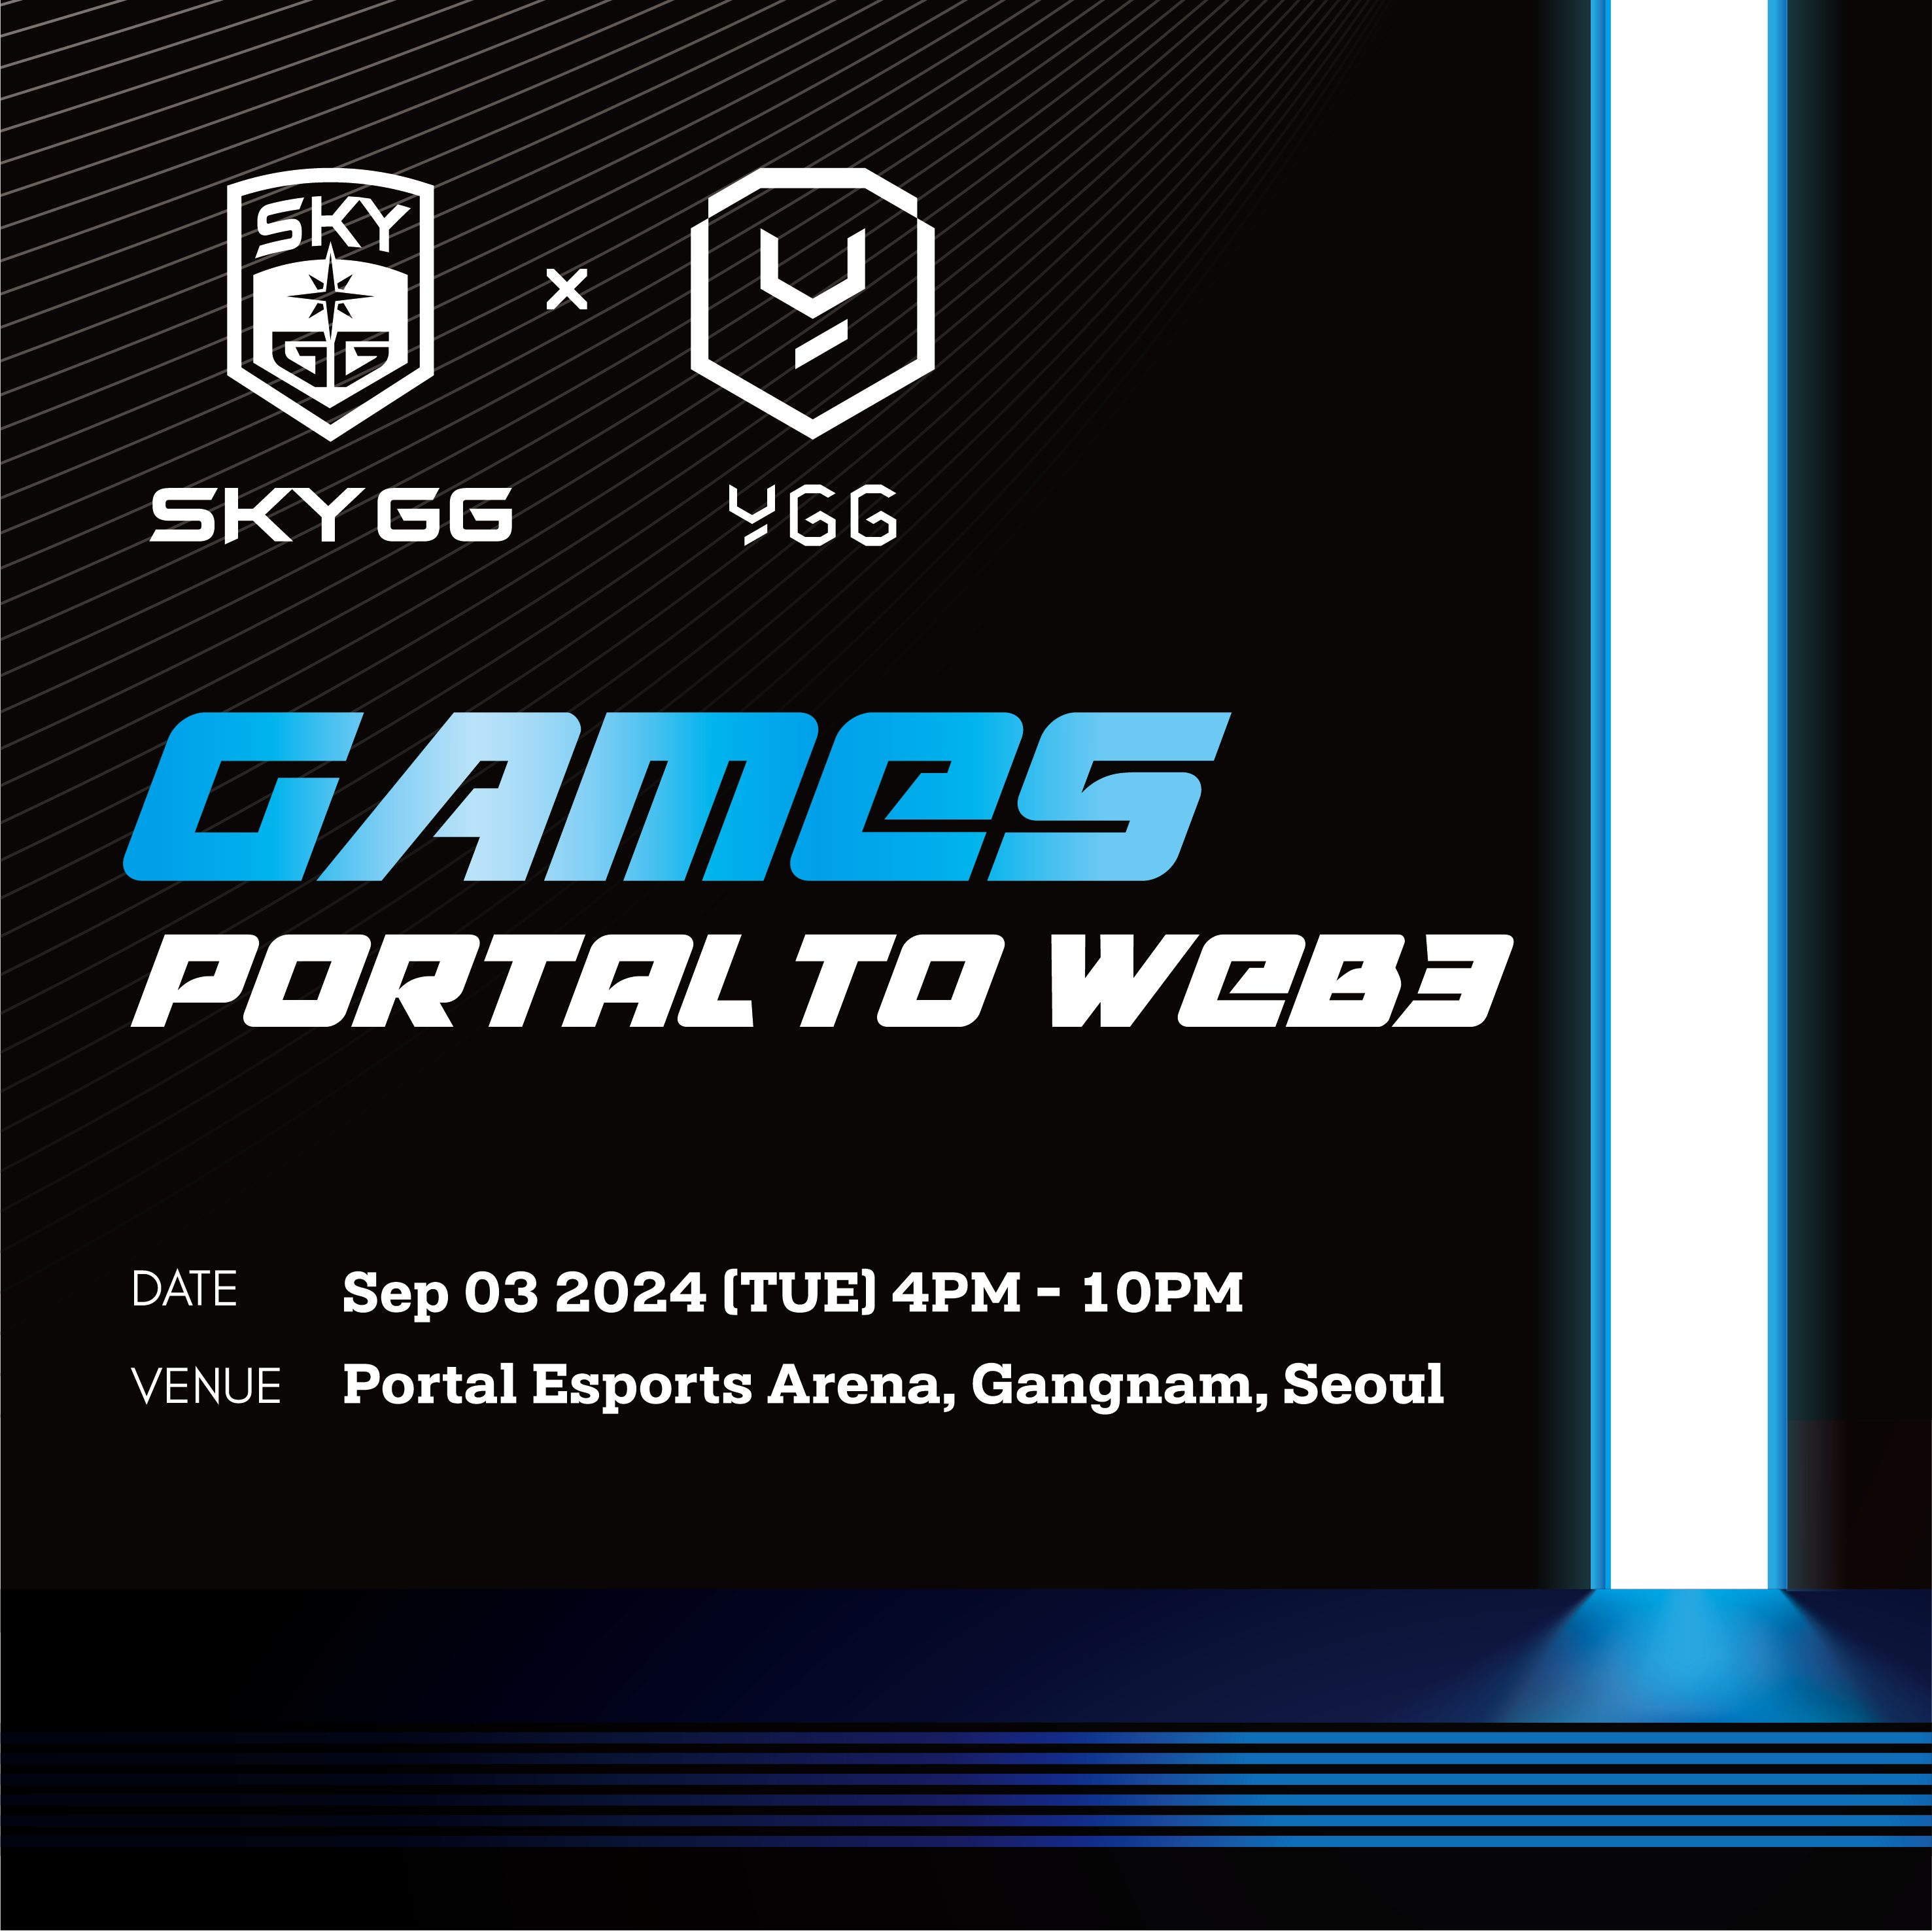 SKY
GG
x
y
SKYGG
YGG
GAMES
PORTAL TO WEB3
DATE Sep 03 2024 (TUE) 4PM - 10PM
VENUE Portal Esports Arena, Gangnam, Seoul